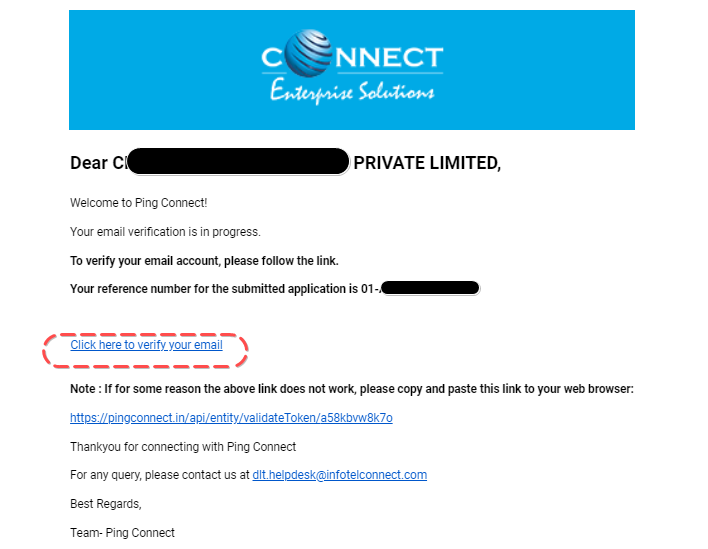 CONNECT
Enterprise Solutions
Dear C PRIVATE LIMITED,
Welcome to Ping Connect!
Your email verification is in progress.
To verify your email account, please follow the link.
Your reference number for the submitted application is 01-
Click here to verify your email
Note : If for some reason the above link does not work, please copy and paste this link to your web browser:
https://pingconnect.in/api/entity/validateToken/a58kbvw8k7o
Thankyou for connecting with Ping Connect
For any query, please contact us at dlt.helpdesk@infotelconnect.com
Best Regards,
Team- Ping Connect